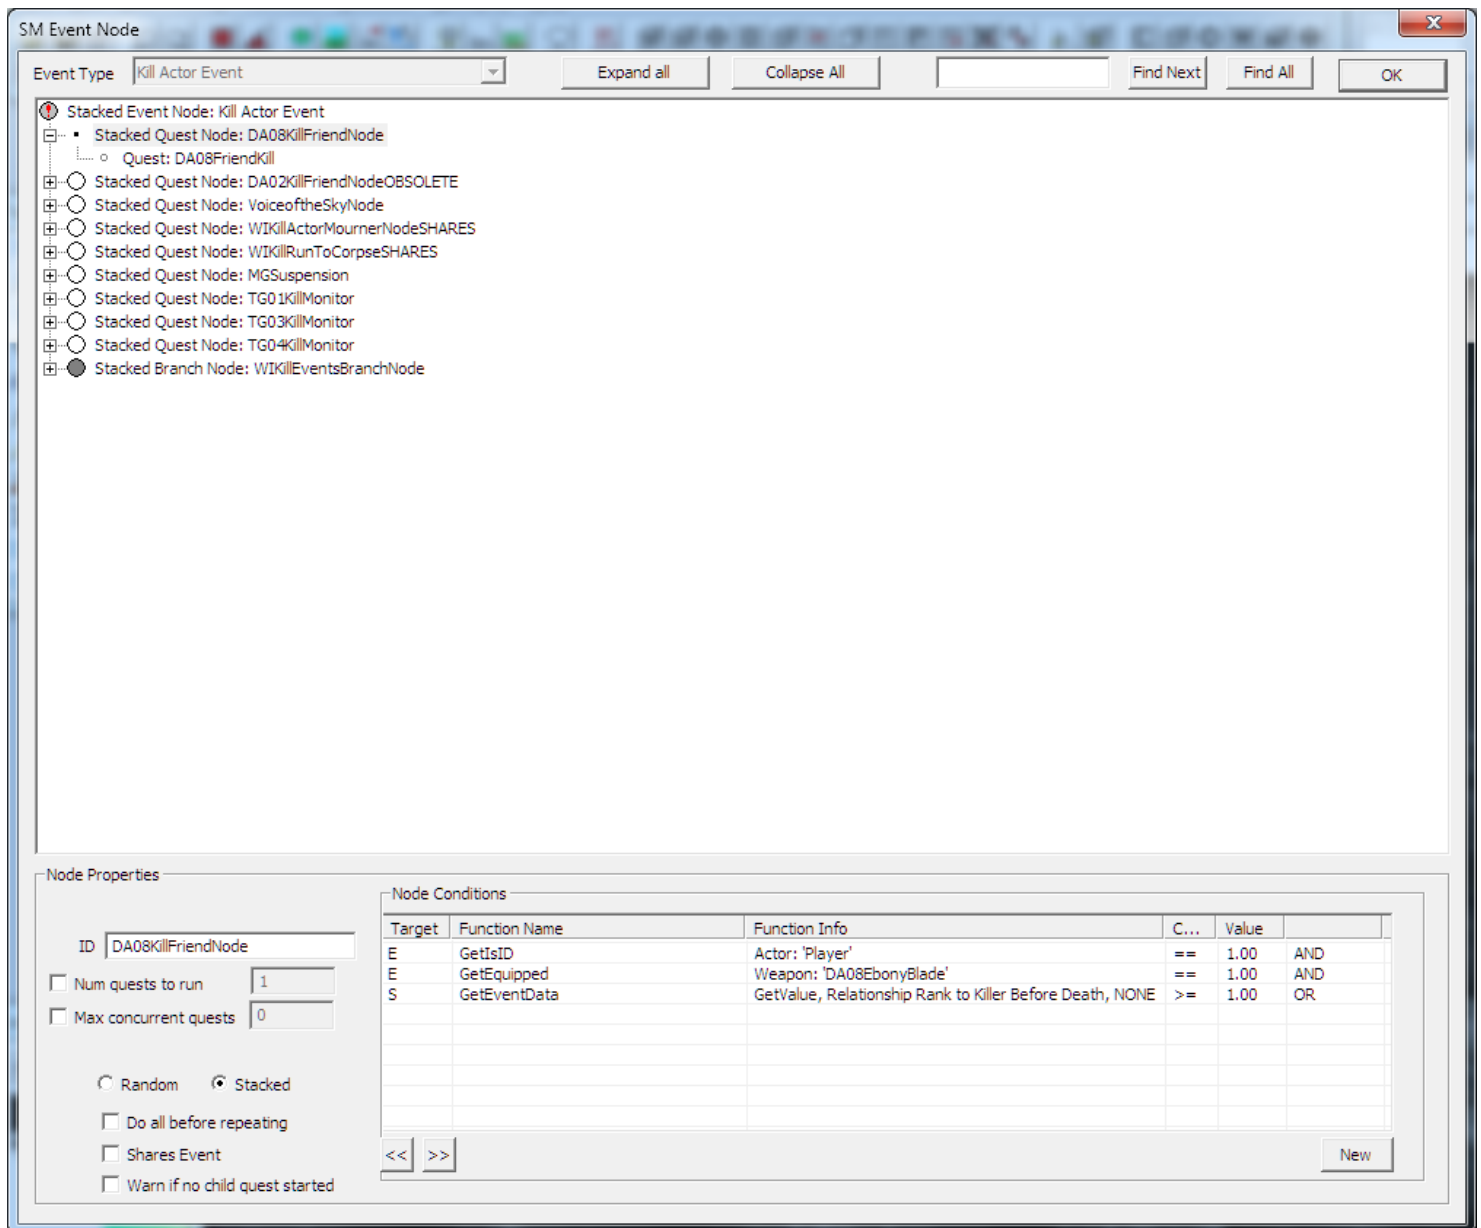 SM Event Node
Event Type Kill Actor Event Expand all Collapse All Find Next Find All OK
Stacked Event Node: Kill Actor Event
Stacked Quest Node: DA08KillFriendNode
Quest: DA08FriendKill
Stacked Quest Node: DA02KillFriendNodeOBSOLETE
Stacked Quest Node: VoiceoftheSkyNode
Stacked Quest Node: WIKillActorMournerNodeSHARES
Stacked Quest Node: WIKillRunToCorpseSHARES
Stacked Quest Node: MGSuspension
Stacked Quest Node: TG01KillMonitor
Stacked Quest Node: TG03KillMonitor
Stacked Quest Node: TG04KillMonitor
Stacked Branch Node: WIKillEventsBranchNode
Node Properties
ID DA08KillFriendNode
Num quests to run 1
Max concurrent quests 0
Random Stacked
Do all before repeating
Shares Event
Warn if no child quest started
Node Conditions
Target Function Name Function Info C... Value
E GetIsID Actor: 'Player' == 1.00 AND
E GetEquipped Weapon: 'DA08EbonyBlade' == 1.00 AND
S GetEventData GetValue, Relationship Rank to Killer Before Death, NONE >= 1.00 OR
<< >> New